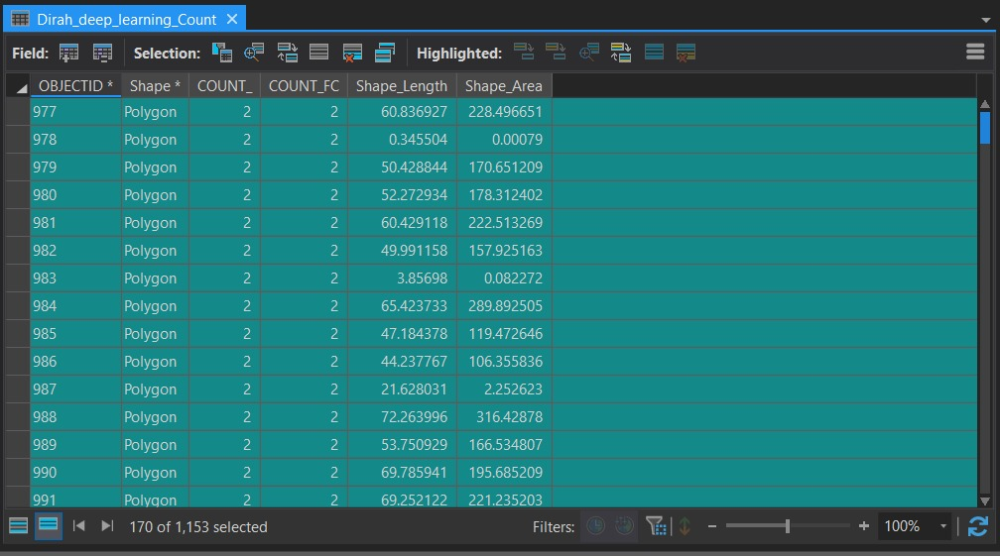 Dirah_deep_learning_Count
Field: Selection: Highlighted:
OBJECTID * Shape * COUNT_ COUNT_FC Shape_Length Shape_Area
977 Polygon 2 2 60.836927 228.496651
978 Polygon 2 2 0.345504 0.00079
979 Polygon 2 2 50.428844 170.651209
980 Polygon 2 2 52.272934 178.312402
981 Polygon 2 2 60.429118 222.513269
982 Polygon 2 2 49.991158 157.925163
983 Polygon 2 2 3.85698 0.082272
984 Polygon 2 2 65.423733 289.892505
985 Polygon 2 2 47.184378 119.472646
986 Polygon 2 2 44.237767 106.355836
987 Polygon 2 2 21.628031 2.252623
988 Polygon 2 2 72.263996 316.42878
989 Polygon 2 2 53.750929 166.534807
990 Polygon 2 2 69.785941 195.685209
991 Polygon 2 2 69.252122 221.235203
170 of 1,153 selected Filters: 100%